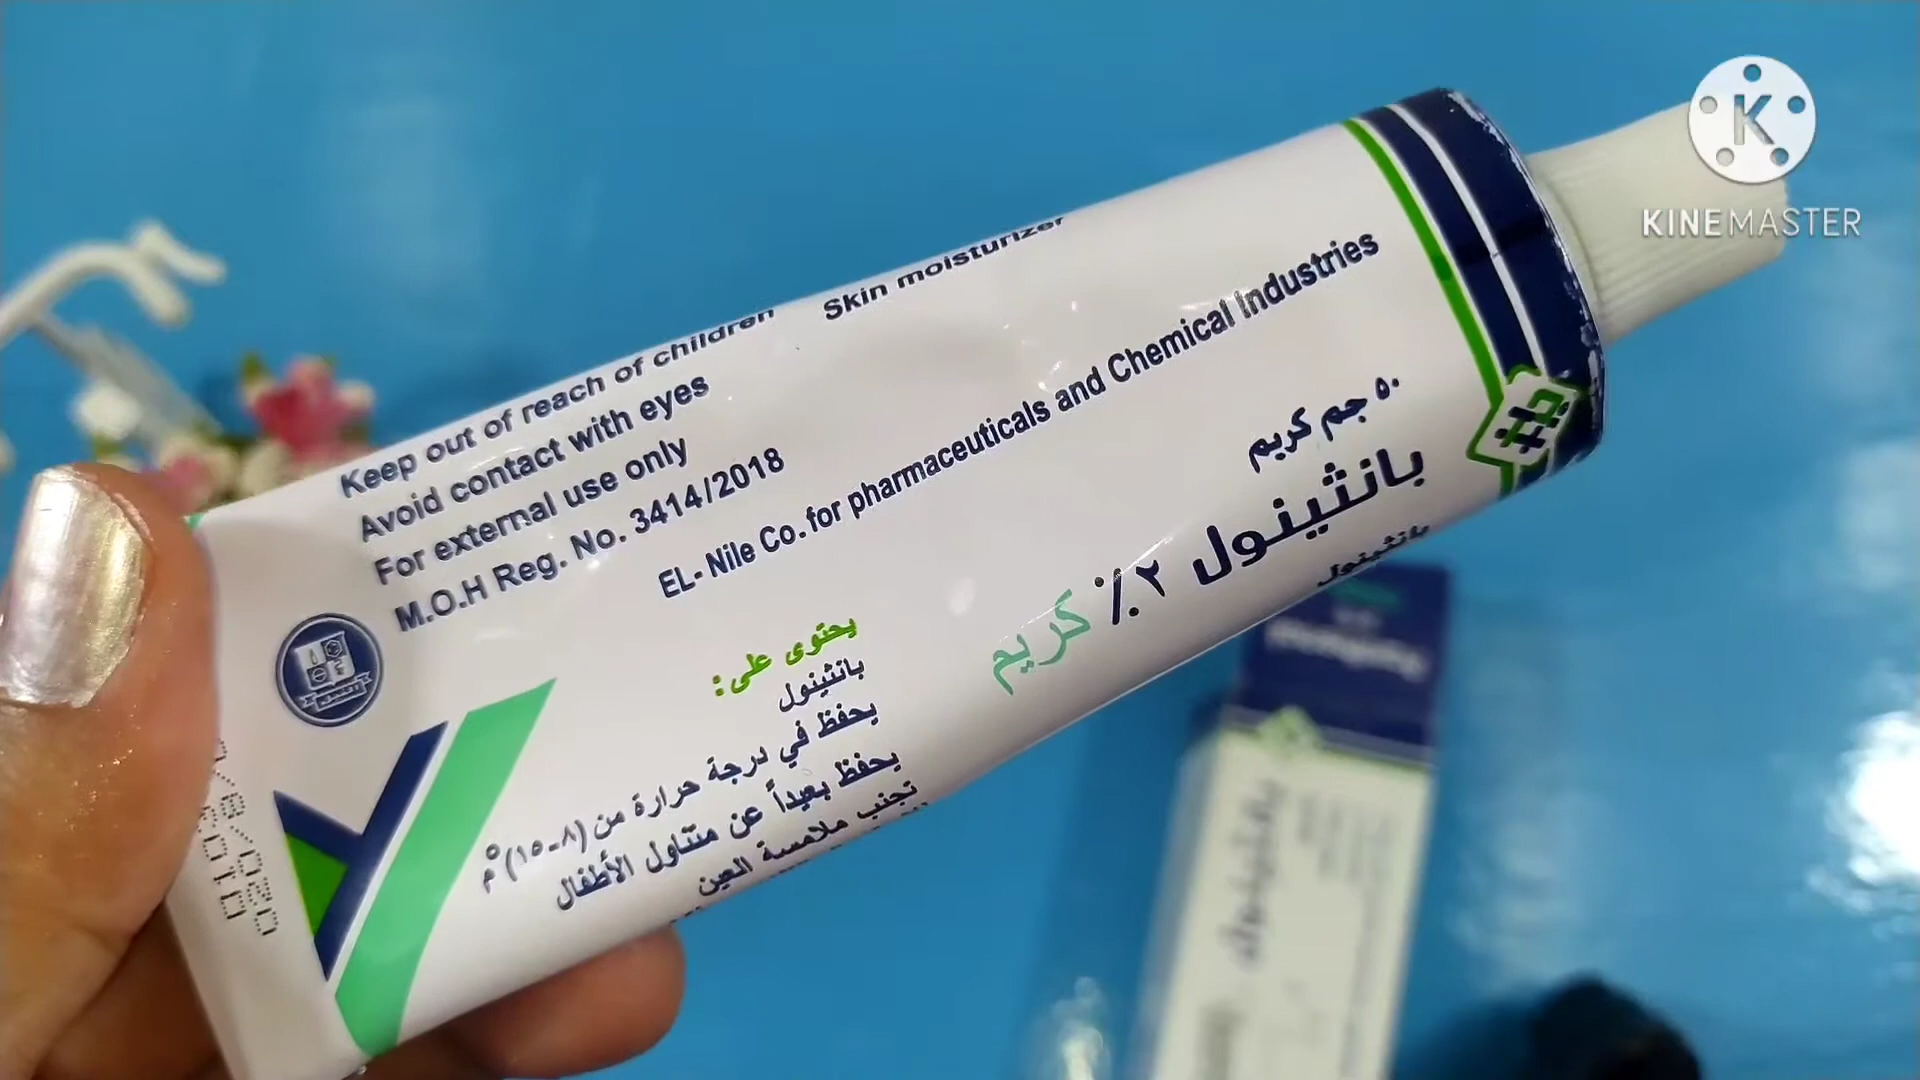 KINEMASTER
Keep out of reach of children
Avoid contact with eyes
For external use only
M.O.H Reg. No. 3414/2018
Skin moisturizer
EL- Nile Co. for pharmaceuticals and Chemical Industries
٥٠ جم كريم
بانثينول ٢٪ كريم
بانثينول
يحتوى على :
بانثينول
يحفظ في درجة حرارة من (٨-١٥)°م
يحفظ بعيداً عن متناول الأطفال
تجنب ملامسة العين
بانثينول